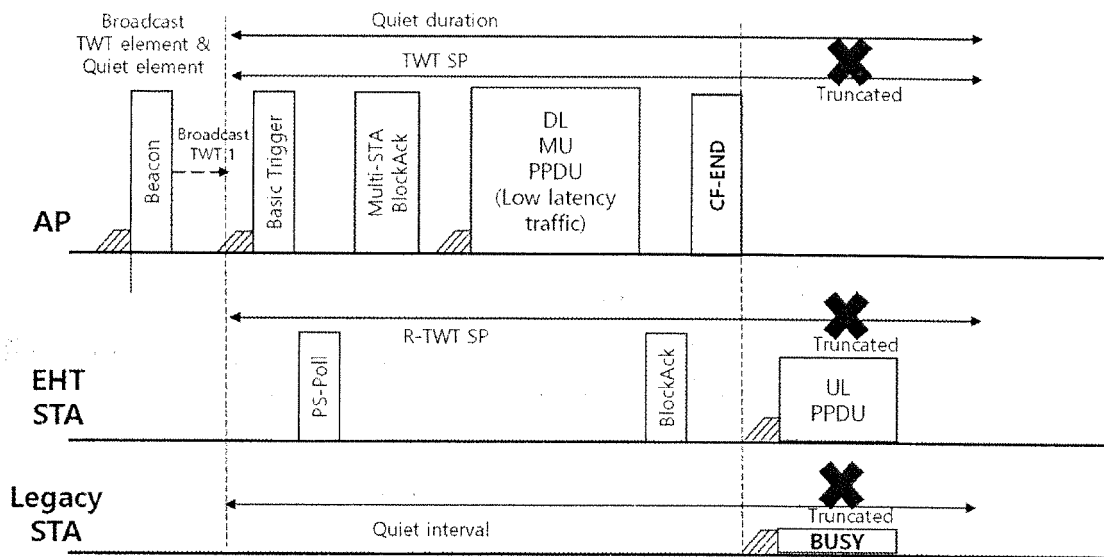 Broadcast
TWT element &
Quiet element
Quiet duration
TWT SP
Truncated
Beacon
Broadcast
TWT 1
Basic Trigger
Multi-STA
BlockAck
DL
MU
PPDU
(Low latency
traffic)
CF-END
AP
R-TWT SP
Truncated
PS-Poll
BlockAck
UL
PPDU
EHT
STA
Legacy
STA
Quiet interval
Truncated
BUSY